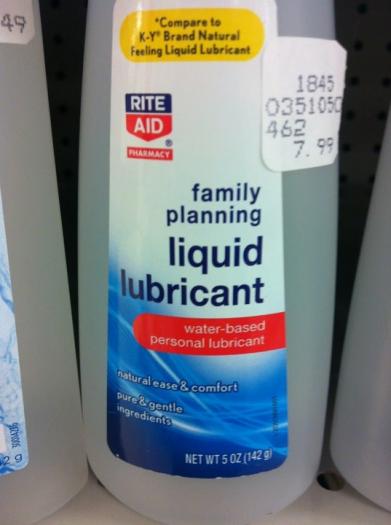 49
*Compare to
K-Y® Brand Natural
Feeling Liquid Lubricant
1845
0351050
462
7.99
RITE
AID
®
PHARMACY
family
planning
liquid
lubricant
water-based
personal lubricant
natural ease & comfort
pure & gentle
ingredients
NET WT 5 OZ (142 g)
2 g